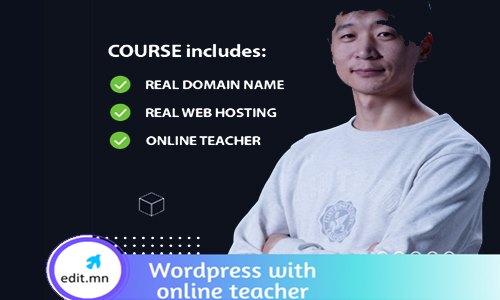 COURSE includes:
REAL DOMAIN NAME
REAL WEB HOSTING
ONLINE TEACHER
edit.mn
Wordpress with
online teacher